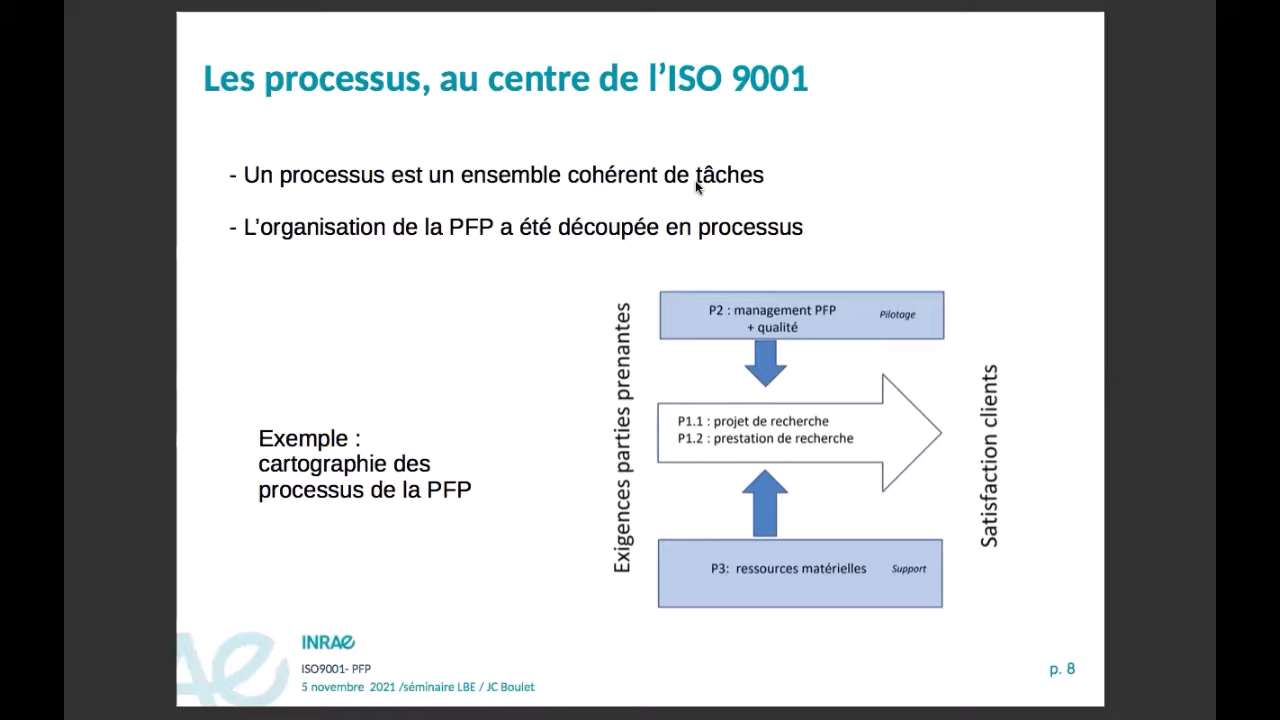 Les processus, au centre de l’ISO 9001
- Un processus est un ensemble cohérent de tâches
- L’organisation de la PFP a été découpée en processus
Exemple :
cartographie des
processus de la PFP
Exigences parties prenantes
P2 : management PFP
+ qualité
Pilotage
P1.1 : projet de recherche
P1.2 : prestation de recherche
P3: ressources matérielles
Support
Satisfaction clients
INRAE
ISO9001- PFP
5 novembre 2021 /séminaire LBE / JC Boulet
p. 8